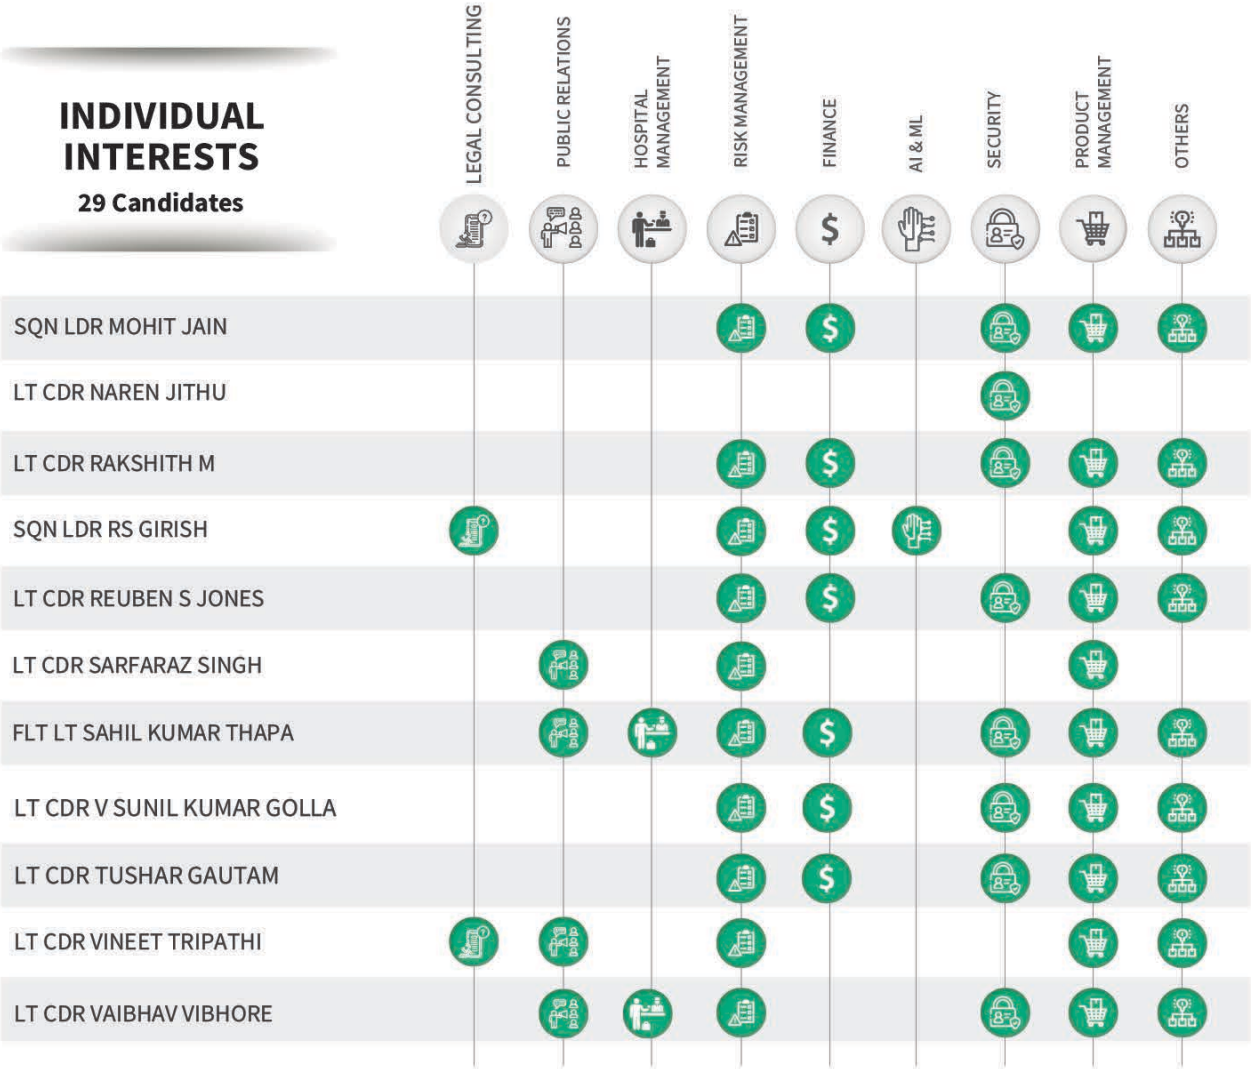 INDIVIDUAL
INTERESTS
29 Candidates
LEGAL CONSULTING
PUBLIC RELATIONS
HOSPITAL
MANAGEMENT
RISK MANAGEMENT
FINANCE
AI & ML
SECURITY
PRODUCT
MANAGEMENT
OTHERS
SQN LDR MOHIT JAIN
LT CDR NAREN JITHU
LT CDR RAKSHITH M
SQN LDR RS GIRISH
LT CDR REUBEN S JONES
LT CDR SARFARAZ SINGH
FLT LT SAHIL KUMAR THAPA
LT CDR V SUNIL KUMAR GOLLA
LT CDR TUSHAR GAUTAM
LT CDR VINEET TRIPATHI
LT CDR VAIBHAV VIBHORE